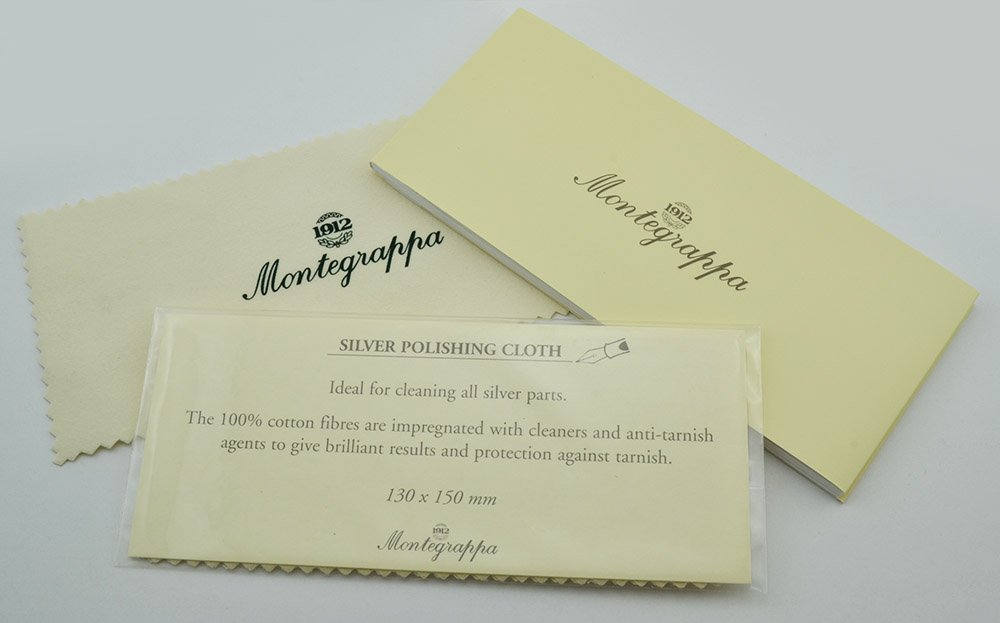 1912
Montegrappa
1912
Montegrappa
SILVER POLISHING CLOTH
Ideal for cleaning all silver parts.
The 100% cotton fibres are impregnated with cleaners and anti-tarnish
agents to give brilliant results and protection against tarnish.
130 x 150 mm
1912
Montegrappa